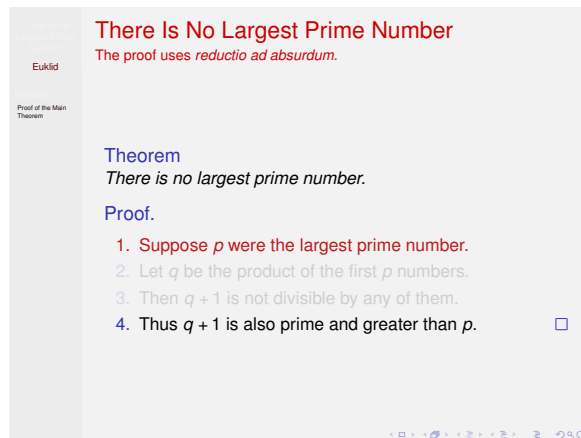 Euklid
Proof of the Main
Theorem
There Is No Largest Prime Number
The proof uses reductio ad absurdum.
Theorem
There is no largest prime number.
Proof.
1. Suppose p were the largest prime number.
2. Let q be the product of the first p numbers.
3. Then q + 1 is not divisible by any of them.
4. Thus q + 1 is also prime and greater than p.